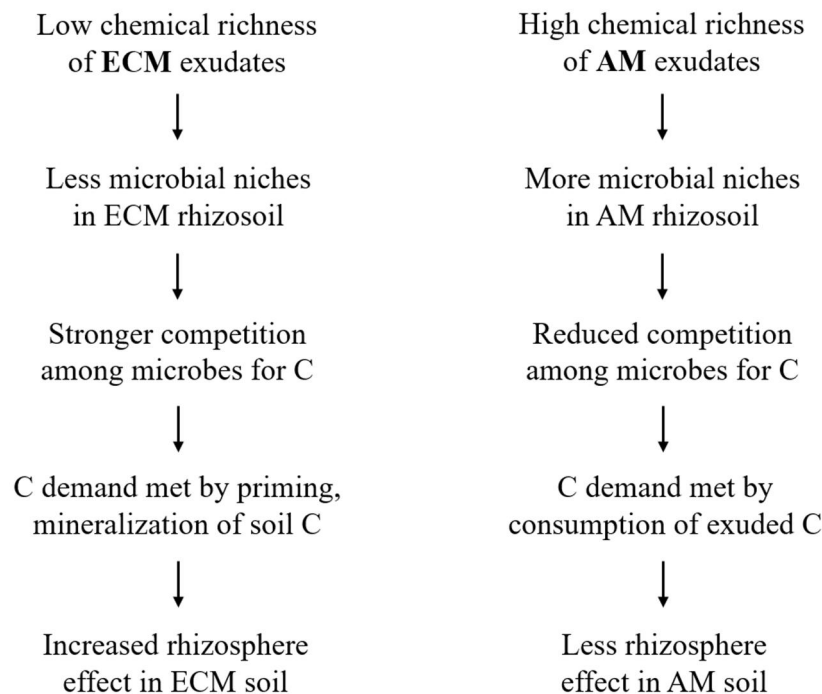 Low chemical richness
of ECM exudates
Less microbial niches
in ECM rhizosoil
Stronger competition
among microbes for C
C demand met by priming,
mineralization of soil C
Increased rhizosphere
effect in ECM soil
High chemical richness
of AM exudates
More microbial niches
in AM rhizosoil
Reduced competition
among microbes for C
C demand met by
consumption of exuded C
Less rhizosphere
effect in AM soil